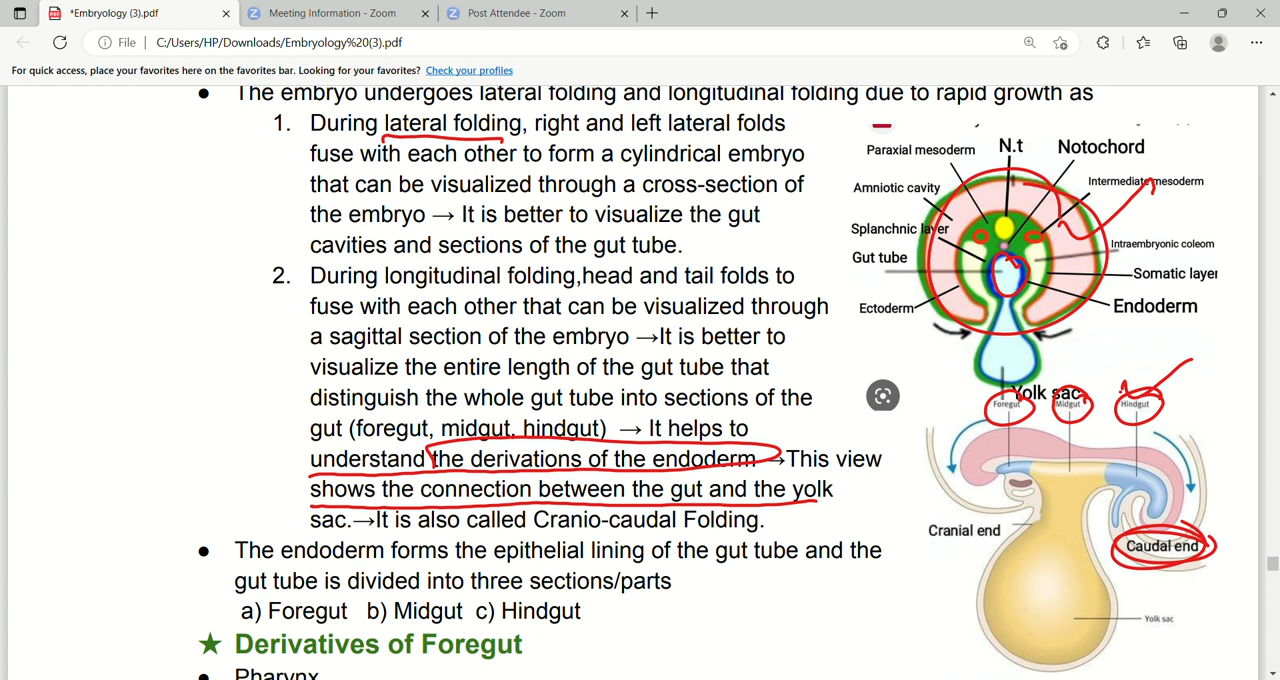 *Embryology (3).pdf
Meeting Information - Zoom
Post Attendee - Zoom
File
C:/Users/HP/Downloads/Embryology%20(3).pdf
For quick access, place your favorites here on the favorites bar. Looking for your favorites? Check your profiles
● The embryo undergoes lateral folding and longitudinal folding due to rapid growth as
1. During lateral folding, right and left lateral folds
fuse with each other to form a cylindrical embryo
that can be visualized through a cross-section of
the embryo → It is better to visualize the gut
cavities and sections of the gut tube.
2. During longitudinal folding,head and tail folds to
fuse with each other that can be visualized through
a sagittal section of the embryo →It is better to
visualize the entire length of the gut tube that
distinguish the whole gut tube into sections of the
gut (foregut, midgut, hindgut) → It helps to
understand the derivations of the endoderm →This view
shows the connection between the gut and the yolk
sac.→It is also called Cranio-caudal Folding.
● The endoderm forms the epithelial lining of the gut tube and the
gut tube is divided into three sections/parts
a) Foregut b) Midgut c) Hindgut
★ Derivatives of Foregut
● Pharynx
Paraxial mesoderm
N.t
Notochord
Amniotic cavity
Intermediate mesoderm
Splanchnic layer
Intraembryonic coleom
Gut tube
Somatic layer
Ectoderm
Endoderm
Yolk sac
Foregut
Midgut
Hindgut
Cranial end
Caudal end
Yolk sac